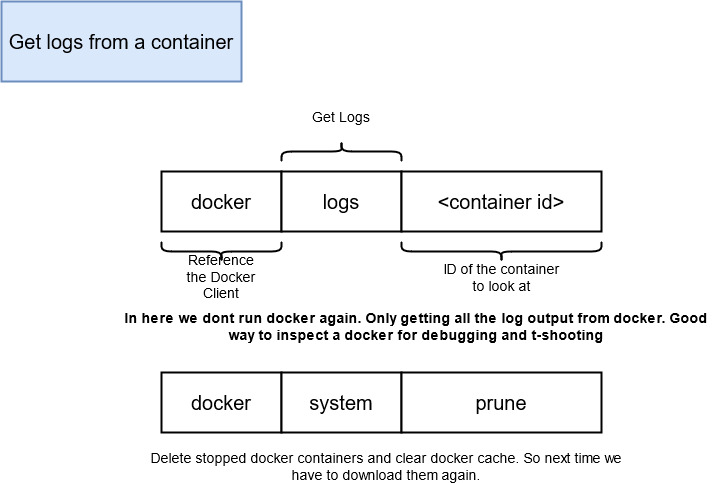 Get logs from a container
Get Logs
docker
logs
<container id>
Reference
the Docker
Client
ID of the container
to look at
In here we dont run docker again. Only getting all the log output from docker. Good
way to inspect a docker for debugging and t-shooting
docker
system
prune
Delete stopped docker containers and clear docker cache. So next time we
have to download them again.